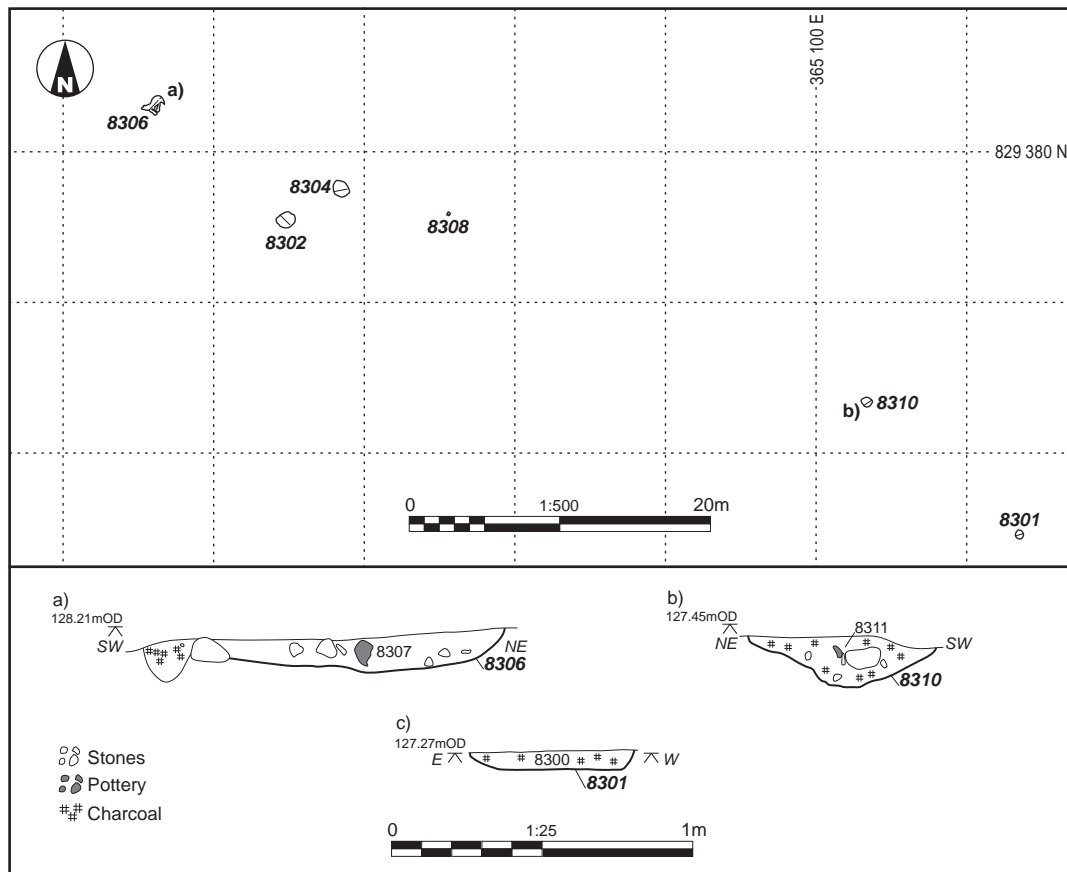 365 100 E
N
a)
8306
829 380 N
8304
8302
8308
b) 8310
0 1:500 20m
8301
a)
128.21mOD
SW
8307
NE
8306
b)
127.45mOD
NE
8311
SW
8310
c)
127.27mOD
E
8300
W
8301
Stones
Pottery
Charcoal
0 1:25 1m